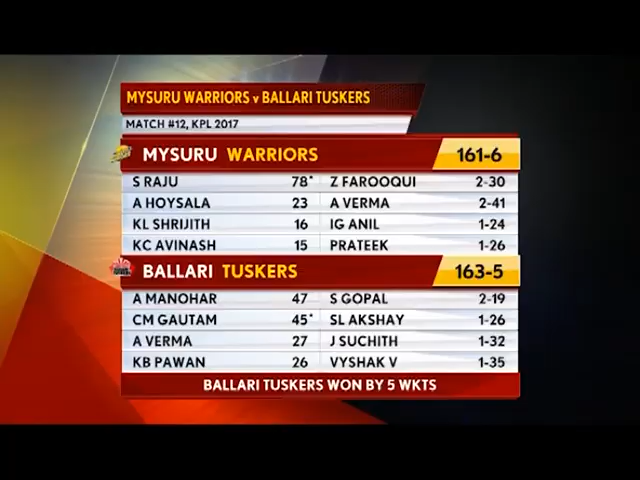 MYSURU WARRIORS v BALLARI TUSKERS
MATCH #12, KPL 2017
MYSURU WARRIORS 161-6
S RAJU 78* Z FAROOQUI 2-30
A HOYSALA 23 A VERMA 2-41
KL SHRIJITH 16 IG ANIL 1-24
KC AVINASH 15 PRATEEK 1-26
BALLARI TUSKERS 163-5
A MANOHAR 47 S GOPAL 2-19
CM GAUTAM 45* SL AKSHAY 1-26
A VERMA 27 J SUCHITH 1-32
KB PAWAN 26 VYSHAK V 1-35
BALLARI TUSKERS WON BY 5 WKTS